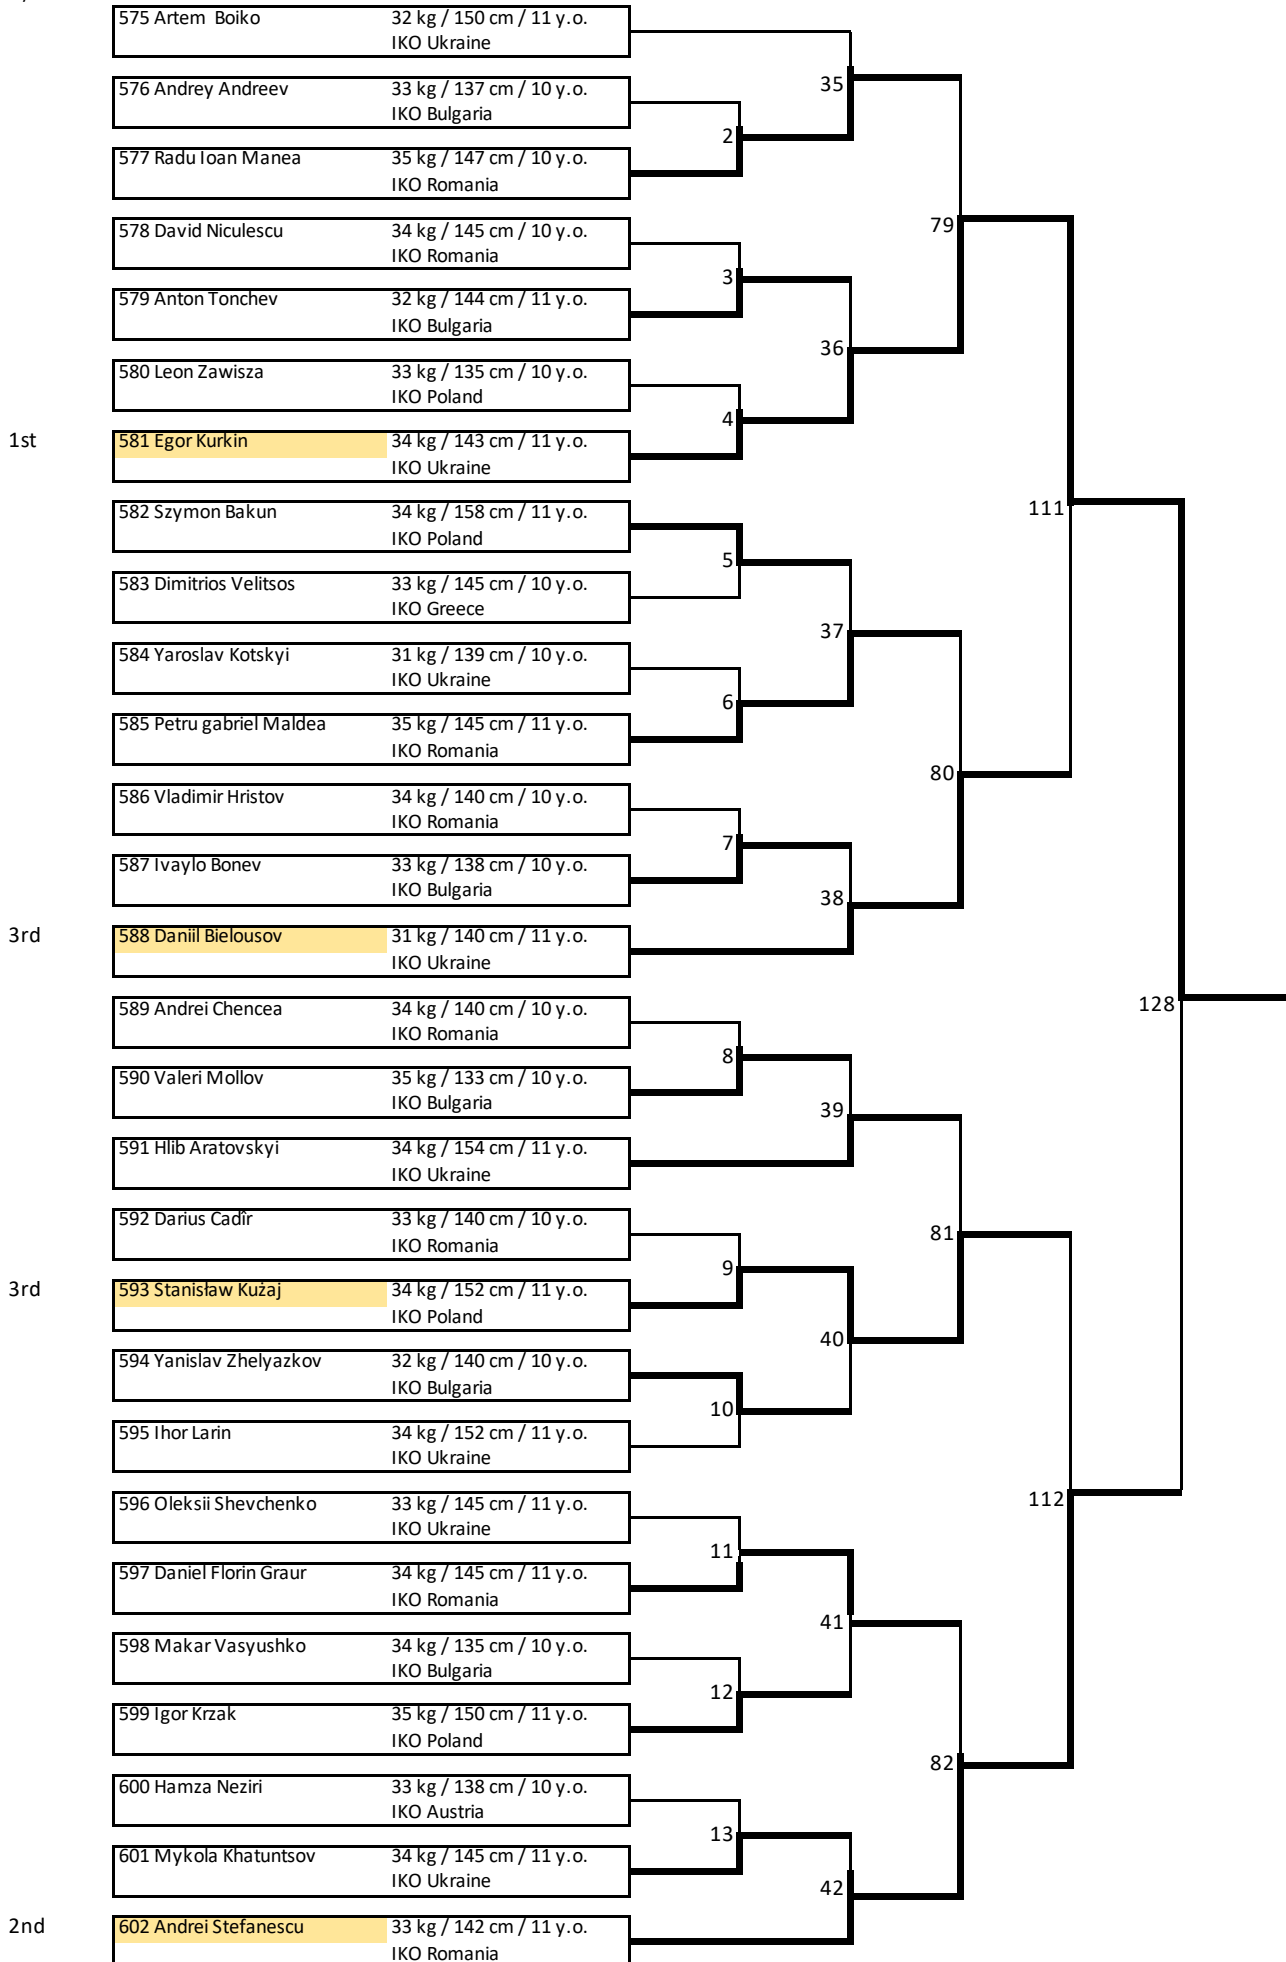 575 Artem  Boiko 32 kg / 150 cm / 11 y.o.
IKO Ukraine
35
576 Andrey Andreev 33 kg / 137 cm / 10 y.o.
IKO Bulgaria
2
577 Radu Ioan Manea 35 kg / 147 cm / 10 y.o.
IKO Romania
578 David Niculescu 34 kg / 145 cm / 10 y.o.
79
IKO Romania
3
579 Anton Tonchev 32 kg / 144 cm / 11 y.o.
IKO Bulgaria
36
580 Leon Zawisza 33 kg / 135 cm / 10 y.o.
IKO Poland
4
1st 581 Egor Kurkin 34 kg / 143 cm / 11 y.o.
IKO Ukraine
582 Szymon Bakun 34 kg / 158 cm / 11 y.o.
111
IKO Poland
5
583 Dimitrios Velitsos 33 kg / 145 cm / 10 y.o.
IKO Greece
37
584 Yaroslav Kotskyi 31 kg / 139 cm / 10 y.o.
IKO Ukraine
6
585 Petru gabriel Maldea 35 kg / 145 cm / 11 y.o.
IKO Romania
80
586 Vladimir Hristov 34 kg / 140 cm / 10 y.o.
IKO Romania
7
587 Ivaylo Bonev 33 kg / 138 cm / 10 y.o.
IKO Bulgaria
38
3rd 588 Daniil Bielousov 31 kg / 140 cm / 11 y.o.
IKO Ukraine
128
589 Andrei Chencea 34 kg / 140 cm / 10 y.o.
IKO Romania
8
590 Valeri Mollov 35 kg / 133 cm / 10 y.o.
IKO Bulgaria
39
591 Hlib Aratovskyi 34 kg / 154 cm / 11 y.o.
IKO Ukraine
592 Darius Cadîr 33 kg / 140 cm / 10 y.o.
81
IKO Romania
9
3rd 593 Stanisław Kużaj 34 kg / 152 cm / 11 y.o.
IKO Poland
40
594 Yanislav Zhelyazkov 32 kg / 140 cm / 10 y.o.
IKO Bulgaria
10
595 Ihor Larin 34 kg / 152 cm / 11 y.o.
IKO Ukraine
112
596 Oleksii Shevchenko 33 kg / 145 cm / 11 y.o.
IKO Ukraine
11
597 Daniel Florin Graur 34 kg / 145 cm / 11 y.o.
IKO Romania
41
598 Makar Vasyushko 34 kg / 135 cm / 10 y.o.
IKO Bulgaria
12
599 Igor Krzak 35 kg / 150 cm / 11 y.o.
IKO Poland
82
600 Hamza Neziri 33 kg / 138 cm / 10 y.o.
IKO Austria
13
601 Mykola Khatuntsov 34 kg / 145 cm / 11 y.o.
IKO Ukraine
42
2nd 602 Andrei Stefanescu 33 kg / 142 cm / 11 y.o.
IKO Romania